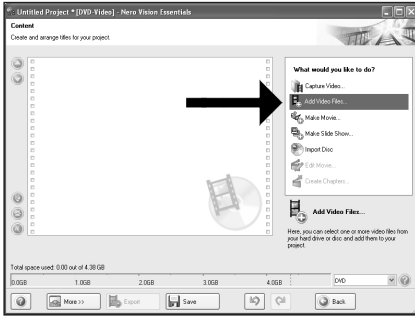 Untitled Project * [DVD-Video] - Nero Vision Essentials
Content
Create and arrange titles for your project.
What would you like to do?
Capture Video...
Add Video Files...
Make Movie...
Make Slide Show...
Import Disc
Edit Movie...
Create Chapters...
Add Video Files...
Here, you can select one or more video files from
your hard drive or disc and add them to your
project.
Total space used: 0.00 out of 4.38 GB
0.0GB 1.0GB 2.0GB 3.0GB 4.0GB DVD
More >> Export Save Back